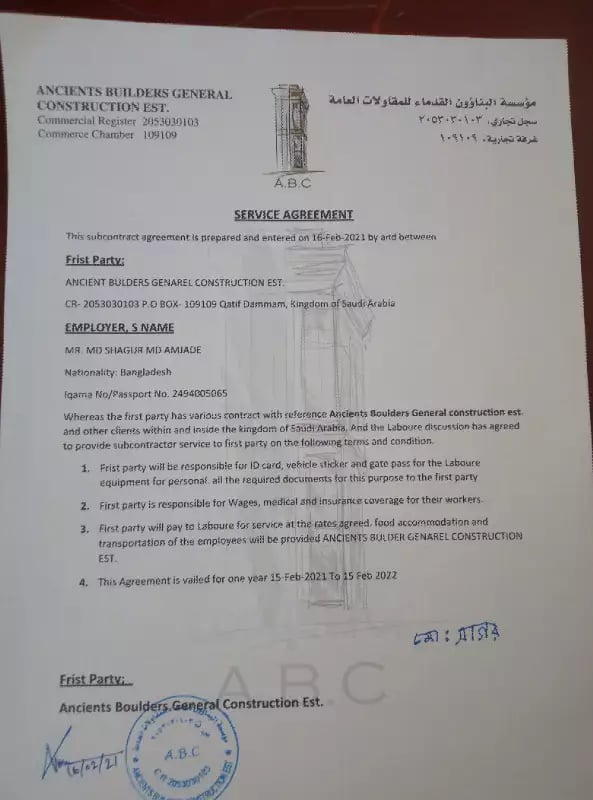 ANCIENTS BUILDERS GENERAL
CONSTRUCTION EST.
Commercial Register 2053030103
Commerce Chamber 109109
مؤسسة البناؤون القدماء للمقاولات العامة
سجل تجاري، ٢٠٥٣٠٣٠١٠٣
غرفة تجارية، ١٠٩١٠٩
A.B.C
SERVICE AGREEMENT
This subcontract agreement is prepared and entered on 16-Feb-2021 by and between
Frist Party:
ANCIENT BULDERS GENAREL CONSTRUCTION EST.
CR- 2053030103 P.O BOX- 109109 Qatif Dammam, Kingdom of Saudi Arabia
EMPLOYER, S NAME
MR. MD SHAGUR MD AMJADE
Nationality: Bangladesh
Iqama No/Passport No. 2494005065
Whereas the first party has various contract with reference Ancients Boulders General construction est.
and other clients within and inside the kingdom of Saudi Arabia. And the Laboure discussion has agreed
to provide subcontractor service to first party on the following terms and condition.
1. Frist party will be responsible for ID card, vehicle sticker and gate pass for the Laboure
equipment for personal. all the required documents for this purpose to the first party
2. First party is responsible for Wages, medical and insurance coverage for their workers.
3. First party will pay to Laboure for service at the rates agreed, food accommodation and
transportation of the employees will be provided ANCIENTS BULDER GENAREL CONSTRUCTION
EST.
4. This Agreement is vailed for one year 15-Feb-2021 To 15 Feb 2022
মো: সাগর
Frist Party:
A.B.C
Ancients Boulders General Construction Est.
16/02/21
A.B.C
C.R 2053030103
ANCIENTS BUILDERS GENERAL CONSTRUCTION EST